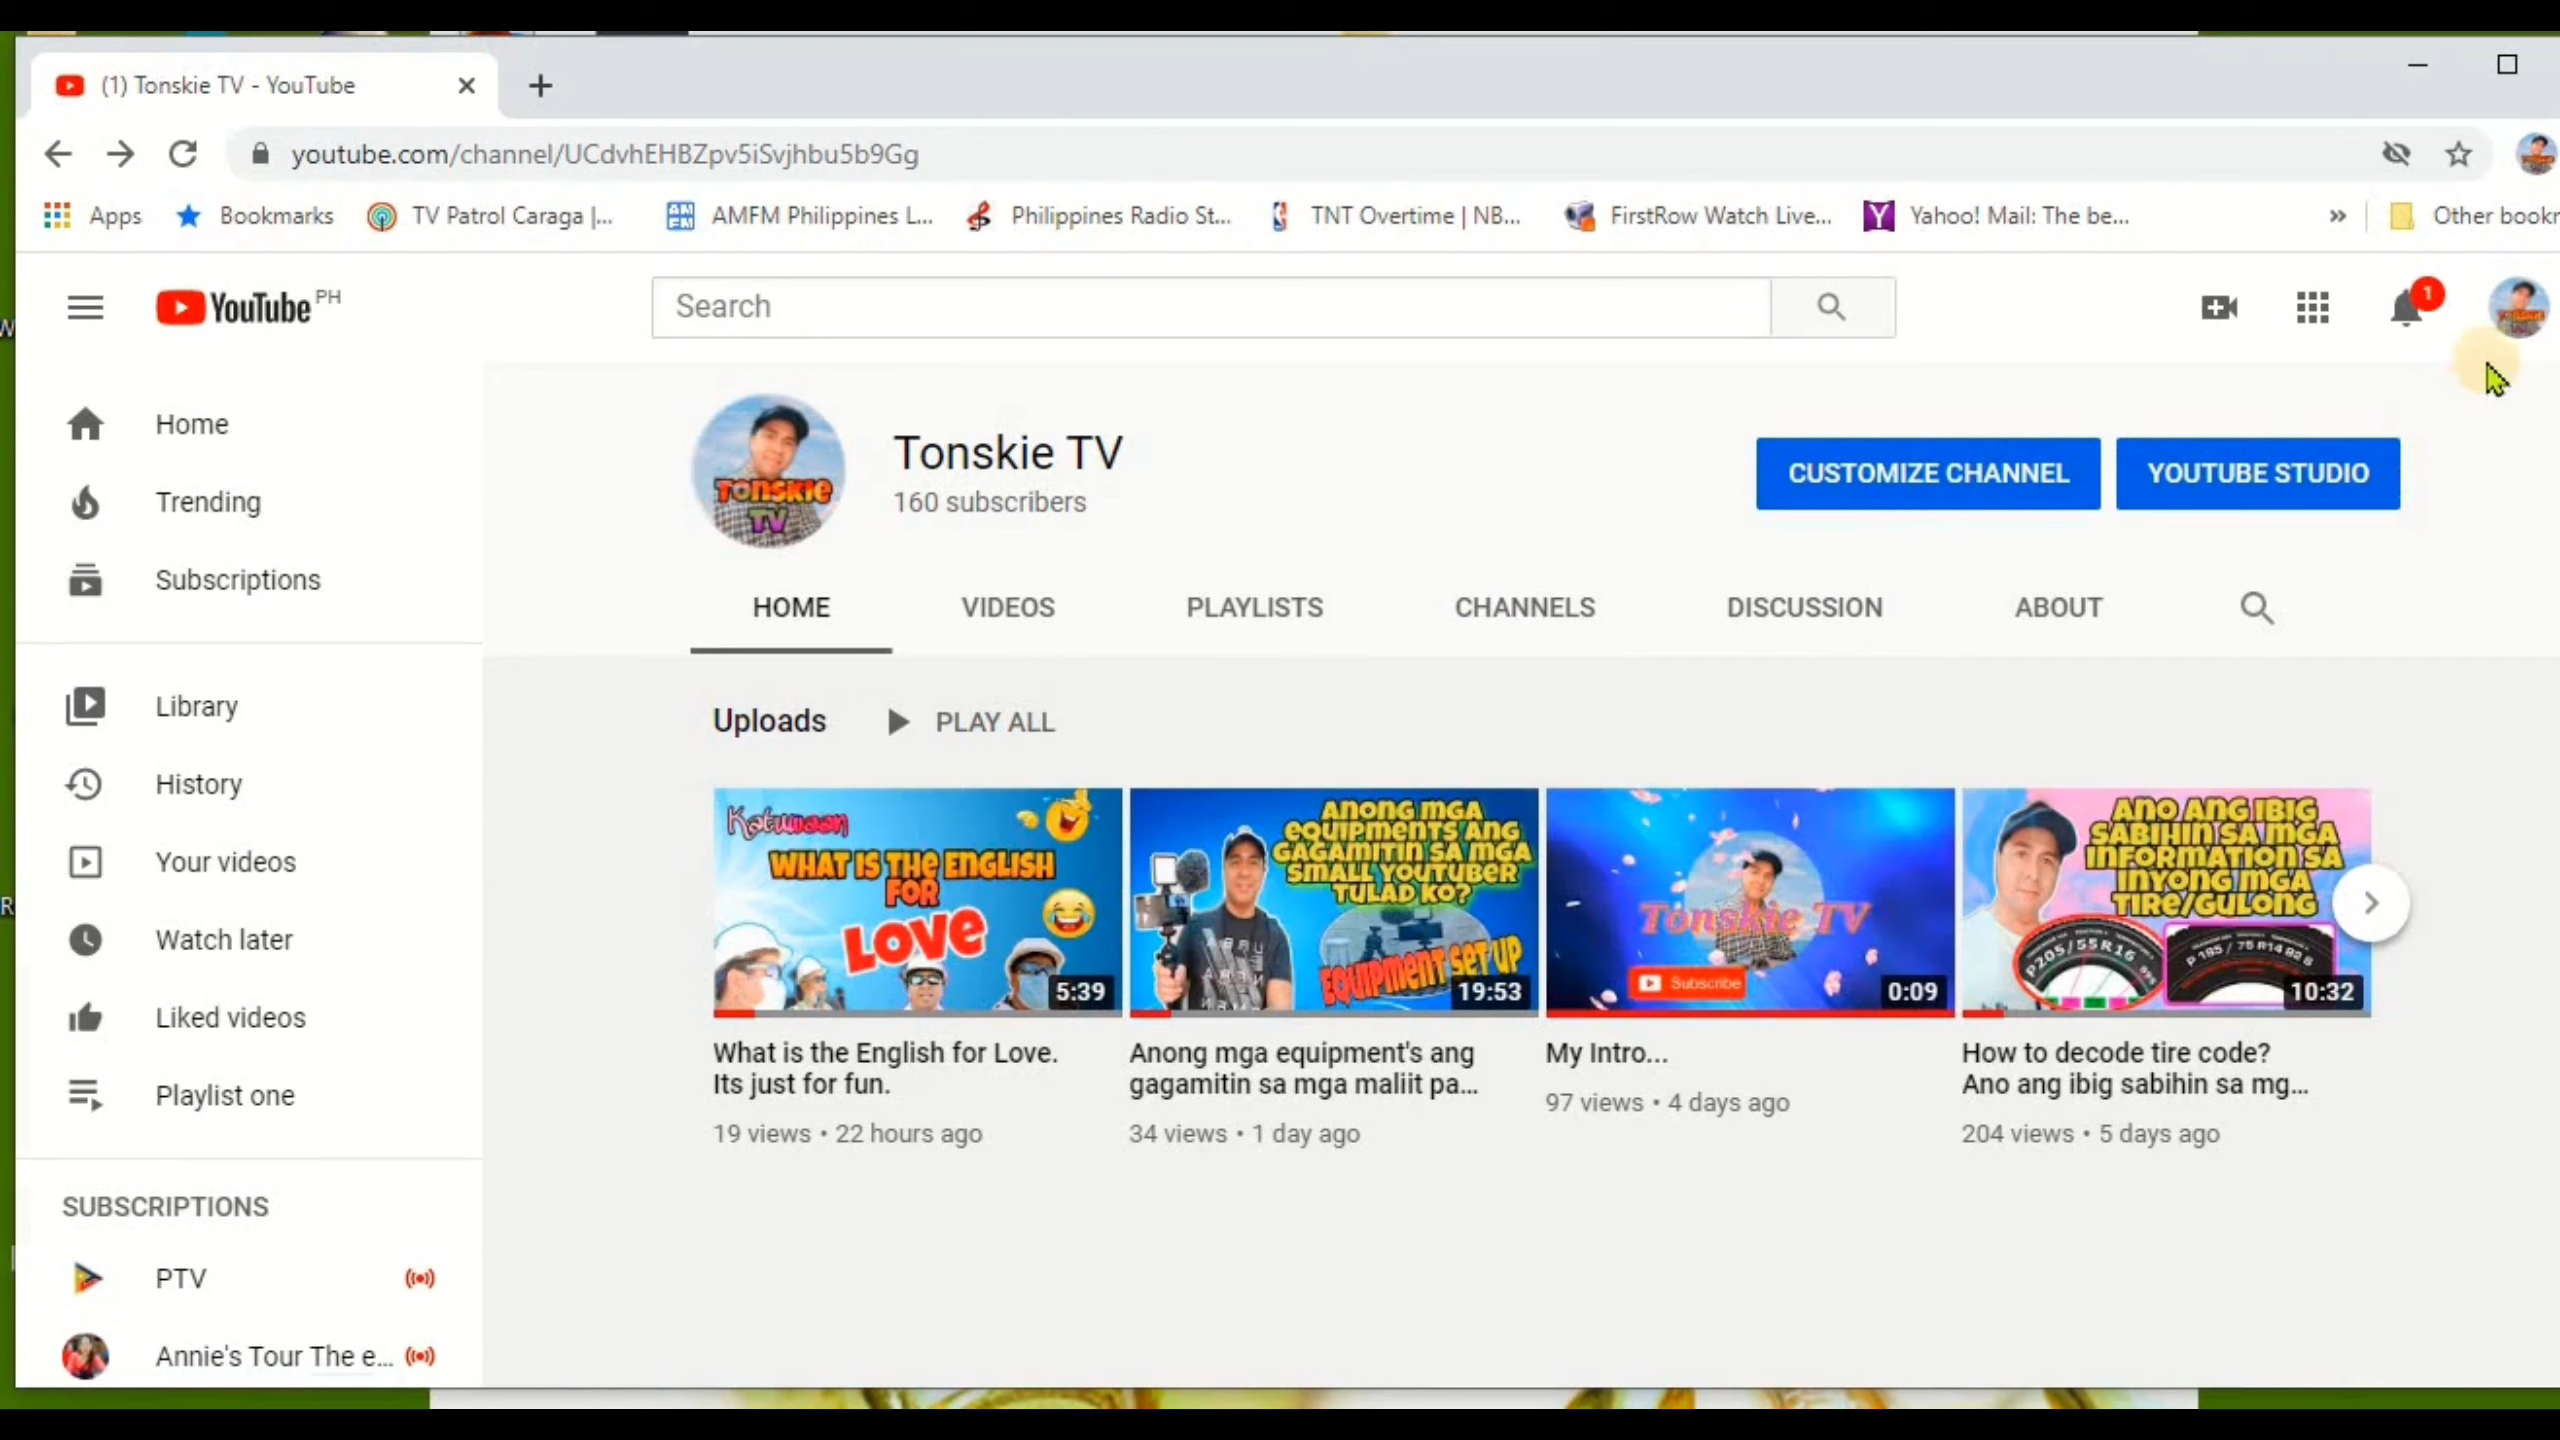 (1) Tonskie TV - YouTube
youtube.com/channel/UCdvhEHBZpv5iSvjhbu5b9Gg
Apps
Bookmarks
TV Patrol Caraga |...
AMFM Philippines L...
Philippines Radio St...
TNT Overtime | NB...
FirstRow Watch Live...
Yahoo! Mail: The be...
»
Other bookr
YouTube PH
Search
1
Home
Trending
Subscriptions
Library
History
Your videos
Watch later
Liked videos
Playlist one
SUBSCRIPTIONS
PTV
Annie's Tour The e...
TONSKIE
TV
Tonskie TV
160 subscribers
CUSTOMIZE CHANNEL
YOUTUBE STUDIO
HOME
VIDEOS
PLAYLISTS
CHANNELS
DISCUSSION
ABOUT
Uploads
PLAY ALL
Katuwaan
WHAT IS THE ENGLISH
FOR
LOVE
5:39
What is the English for Love.
Its just for fun.
19 views • 22 hours ago
ANONG MGA
EQUIPMENTS ANG
GAGAMITIN SA MGA
SMALL YOUTUBER
TULAD KO?
EQUIPMENT SET UP
19:53
Anong mga equipment's ang
gagamitin sa mga maliit pa...
34 views • 1 day ago
Tonskie TV
Subscribe
0:09
My Intro...
97 views • 4 days ago
ANO ANG IBIG
SABIHIN SA MGA
INFORMATION SA
INYONG MGA
TIRE/GULONG
P205/55R16
P 195 / 75 R14 92 S
10:32
How to decode tire code?
Ano ang ibig sabihin sa mg...
204 views • 5 days ago